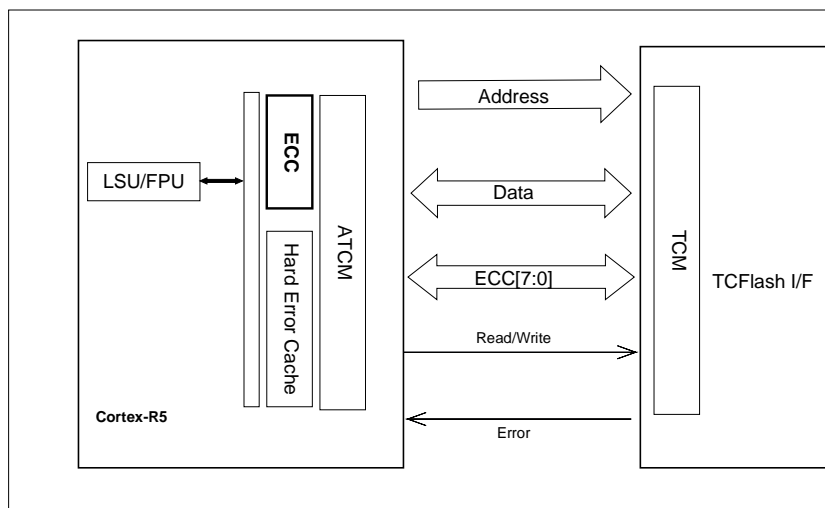 Address
ECC
LSU/FPU
Data
ATCM
TCM
Hard Error Cache
ECC[7:0]
TCFlash I/F
Read/Write
Cortex-R5
Error